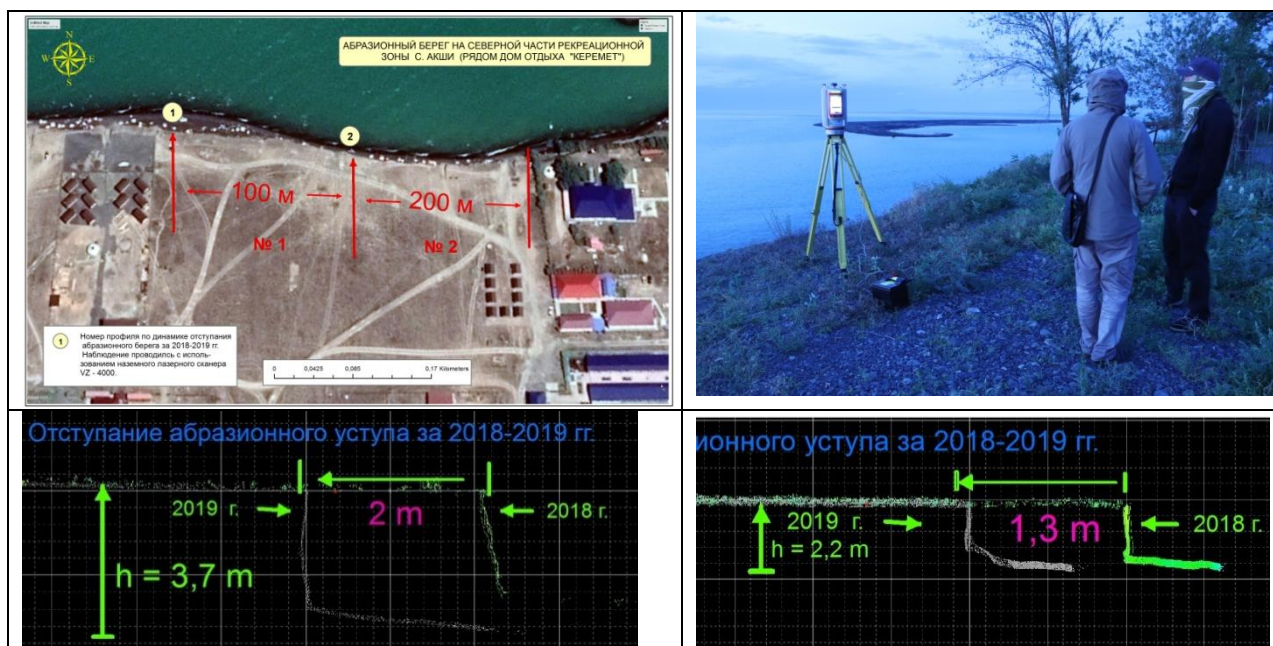 N
W E
S
АБРАЗИОННЫЙ БЕРЕГ НА СЕВЕРНОЙ ЧАСТИ РЕКРЕАЦИОННОЙ
ЗОНЫ С. АКШИ (РЯДОМ ДОМ ОТДЫХА "КЕРЕМЕТ")
1
2
100 м
200 м
№ 1
№ 2
1
Номер профиля по динамике отступания
абразионного берега за 2018-2019 гг.
Наблюдение проводилсь с исполь-
зованием наземного лазерного сканера
VZ - 4000.
0 0,0425 0,085 0,17 Kilometers
Отступание абразионного уступа за 2018-2019 гг.
2019 г.
2 m
2018 г.
h = 3,7 m
ионного уступа за 2018-2019 гг.
2019 г.
h = 2,2 m
1,3 m
2018 г.